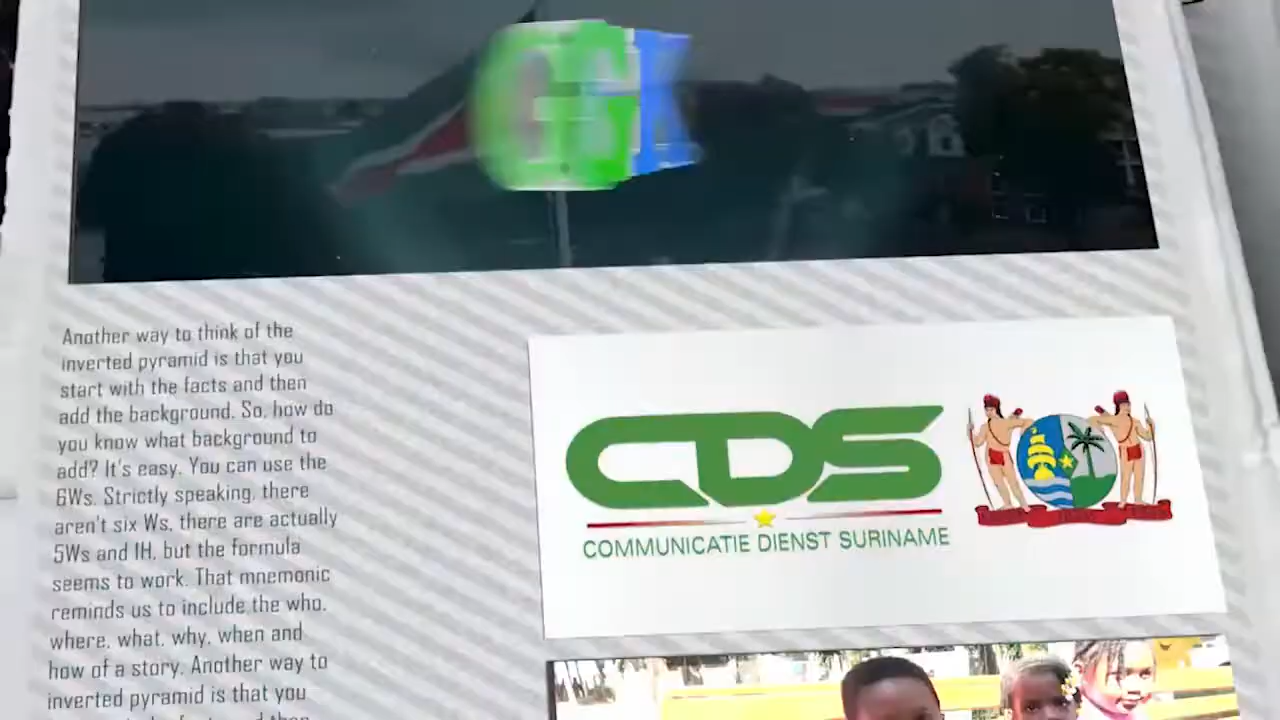 Another way to think of the
inverted pyramid is that you
start with the facts and then
add the background. So, how do
you know what background to
add? It's easy. You can use the
6Ws. Strictly speaking, there
aren't six Ws, there are actually
5Ws and 1H, but the formula
seems to work. That mnemonic
reminds us to include the who,
where, what, why, when and
how of a story. Another way to
inverted pyramid is that you
CDS
COMMUNICATIE DIENST SURINAME